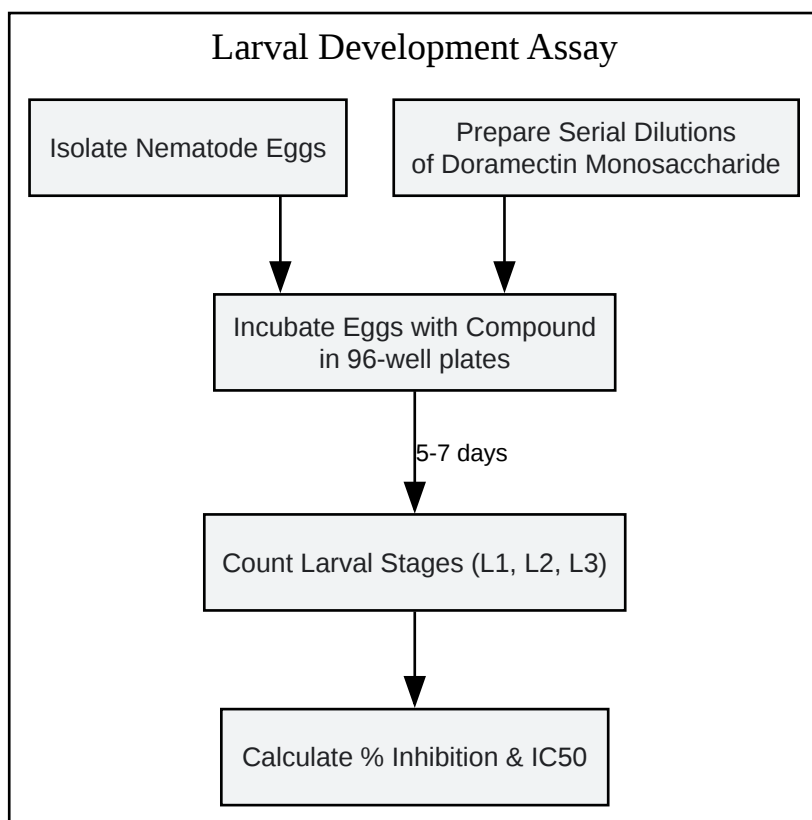 Larval Development Assay
Isolate Nematode Eggs
Prepare Serial Dilutions
of Doramectin Monosaccharide
Incubate Eggs with Compound
in 96-well plates
5-7 days
Count Larval Stages (L1, L2, L3)
Calculate % Inhibition & IC50